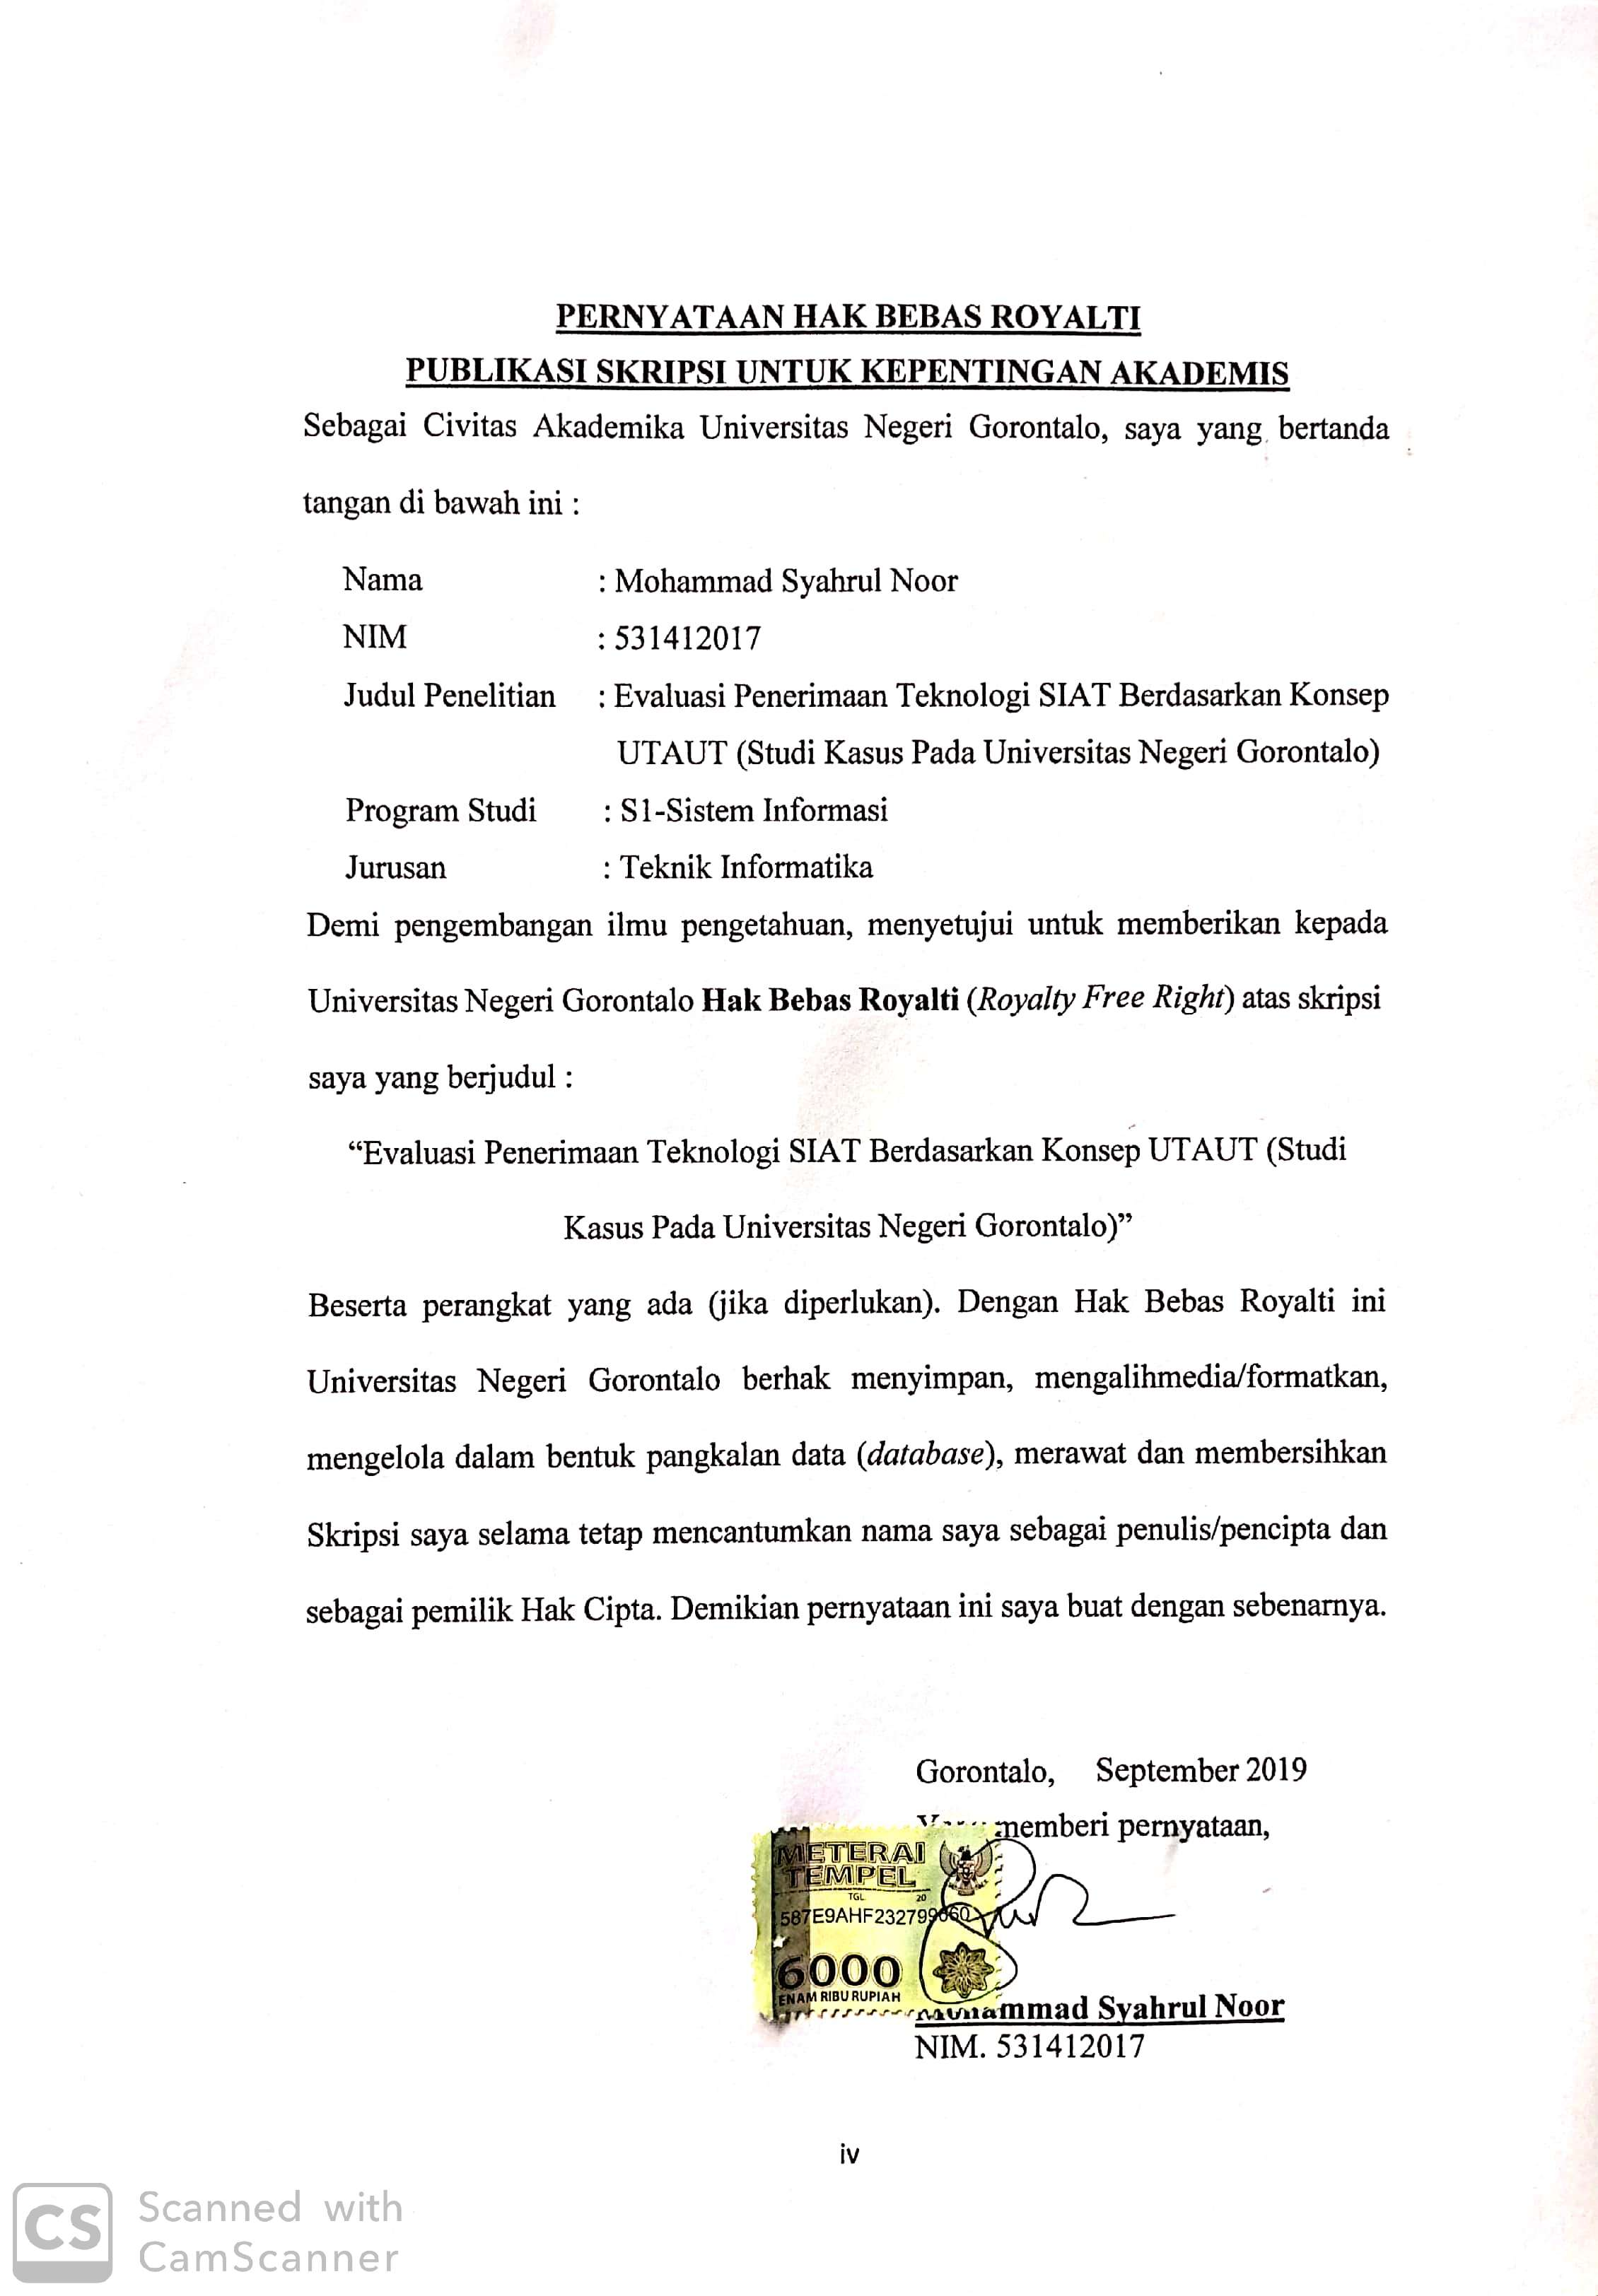 PERNYATAAN HAK BEBAS ROYALTI
PUBLIKASI SKRIPSI UNTUK KEPENTINGAN AKADEMIS
Sebagai Civitas Akademika Universitas Negeri Gorontalo, saya yang bertanda
tangan di bawah ini :
Nama : Mohammad Syahrul Noor
NIM : 531412017
Judul Penelitian : Evaluasi Penerimaan Teknologi SIAT Berdasarkan Konsep
UTAUT (Studi Kasus Pada Universitas Negeri Gorontalo)
Program Studi : S1-Sistem Informasi
Jurusan : Teknik Informatika
Demi pengembangan ilmu pengetahuan, menyetujui untuk memberikan kepada
Universitas Negeri Gorontalo Hak Bebas Royalti (Royalty Free Right) atas skripsi
saya yang berjudul :
“Evaluasi Penerimaan Teknologi SIAT Berdasarkan Konsep UTAUT (Studi
Kasus Pada Universitas Negeri Gorontalo)”
Beserta perangkat yang ada (jika diperlukan). Dengan Hak Bebas Royalti ini
Universitas Negeri Gorontalo berhak menyimpan, mengalihmedia/formatkan,
mengelola dalam bentuk pangkalan data (database), merawat dan membersihkan
Skripsi saya selama tetap mencantumkan nama saya sebagai penulis/pencipta dan
sebagai pemilik Hak Cipta. Demikian pernyataan ini saya buat dengan sebenarnya.
Gorontalo, September 2019
memberi pernyataan,
METERAI
TEMPEL
TGL 20
6000
ENAM RIBU RUPIAH
Syahrul Noor
NIM. 531412017
iv
CS Scanned with
CamScanner